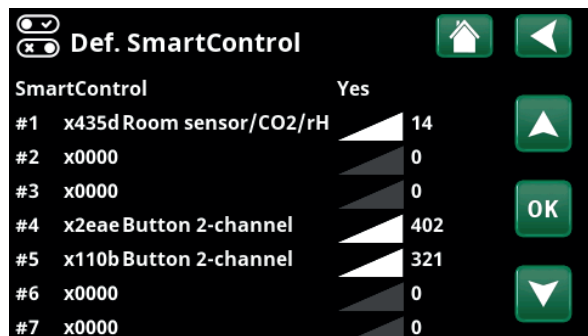 Def. SmartControl
SmartControl Yes
#1 x435d Room sensor/CO2/rH 14
#2 x0000 0
#3 x0000 0
OK
#4 x2eae Button 2-channel 402
#5 x110b Button 2-channel 321
#6 x0000 0
#7 x0000 0